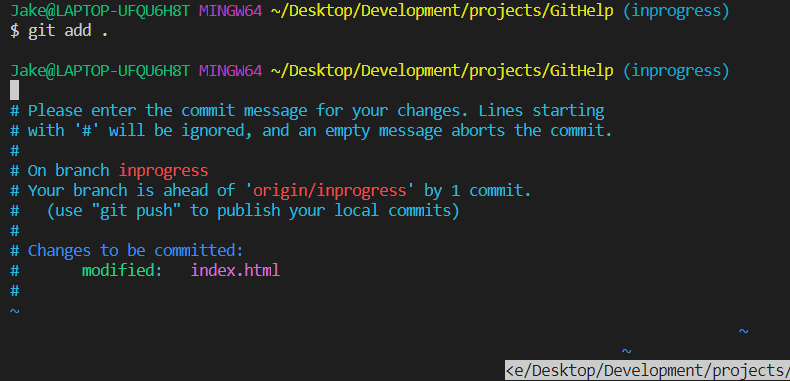 Jake@LAPTOP-UFQU6H8T MINGW64 ~/Desktop/Development/projects/GitHelp (inprogress)
$ git add .
Jake@LAPTOP-UFQU6H8T MINGW64 ~/Desktop/Development/projects/GitHelp (inprogress)
# Please enter the commit message for your changes. Lines starting
# with '#' will be ignored, and an empty message aborts the commit.
#
# On branch inprogress
# Your branch is ahead of 'origin/inprogress' by 1 commit.
#   (use "git push" to publish your local commits)
#
# Changes to be committed:
#       modified:   index.html
#
~
~
~
<e/Desktop/Development/projects/